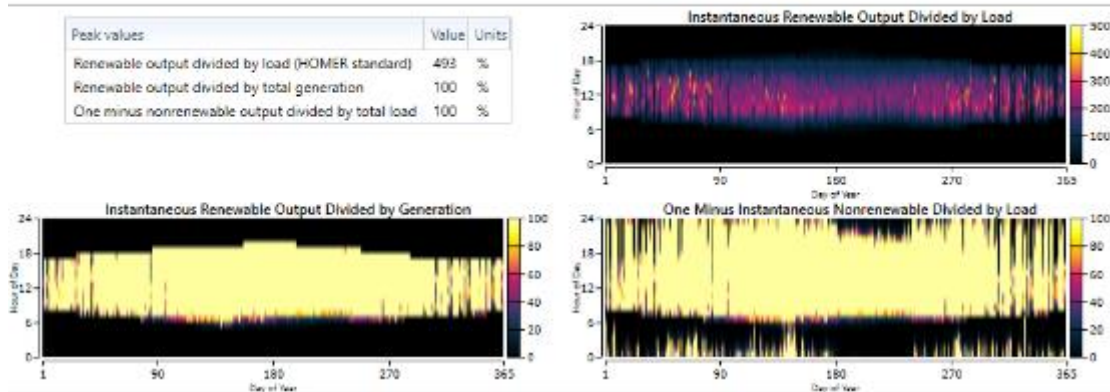 Peak values Value Units
Renewable output divided by load (HOMER standard) 493 %
Renewable output divided by total generation 100 %
One minus nonrenewable output divided by total load 100 %
Instantaneous Renewable Output Divided by Load
24
18
12
6
0
Hour of Day
1 90 180 270 365
Day of Year
500
400
300
200
100
0
Instantaneous Renewable Output Divided by Generation
24
18
12
6
0
Hour of Day
1 90 180 270 365
Day of Year
100
80
60
40
20
0
One Minus Instantaneous Nonrenewable Divided by Load
24
18
12
6
0
Hour of Day
1 90 180 270 365
Day of Year
100
80
60
40
20
0